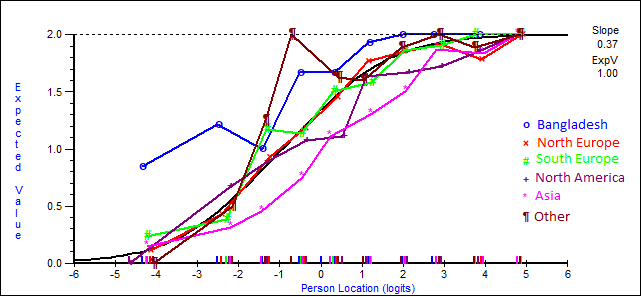 Slope
0.37
ExpV
1.00
Expected Value
2.0
1.5
1.0
0.5
0.0
o Bangladesh
× North Europe
# South Europe
+ North America
* Asia
¶ Other
-6 -5 -4 -3 -2 -1 0 1 2 3 4 5 6
Person Location (logits)